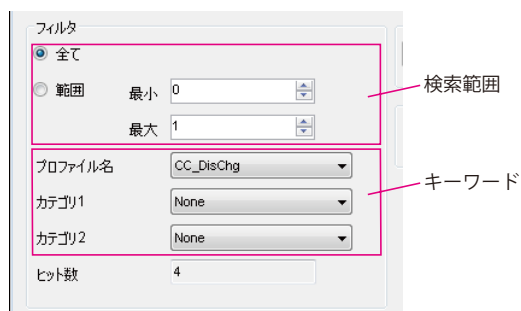 フィルタ
全て
範囲 最小 0
最大 1
検索範囲
プロファイル名 CC_DisChg
カテゴリ1 None
キーワード
カテゴリ2 None
ヒット数 4